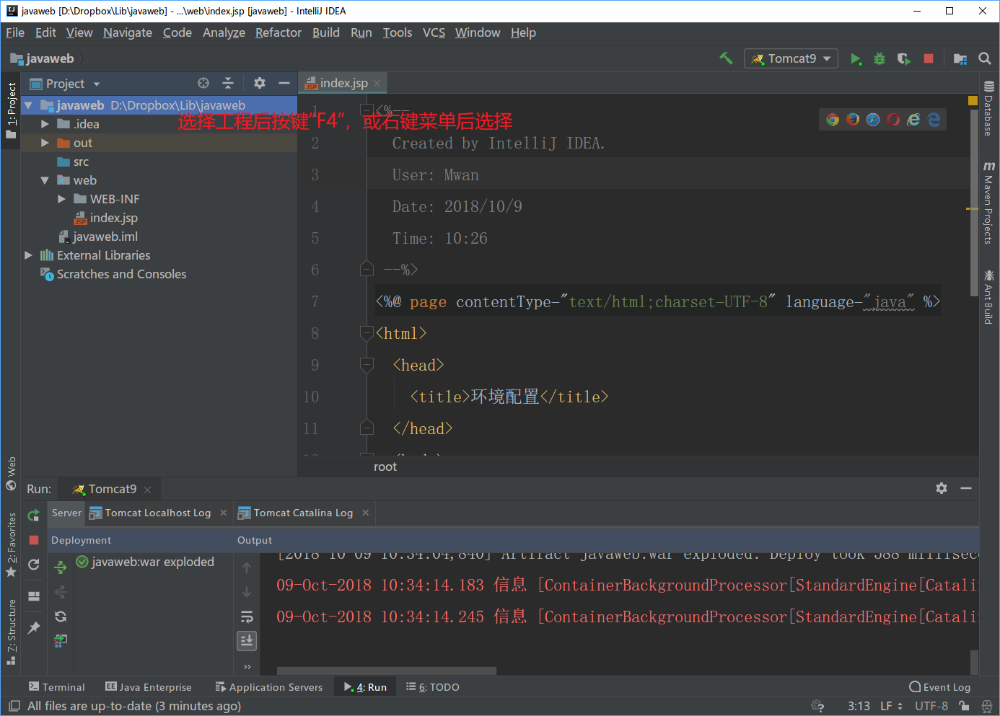 javaweb [D:\Dropbox\Lib\javaweb] - ...\web\index.jsp [javaweb] - IntelliJ IDEA
File Edit View Navigate Code Analyze Refactor Build Run Tools VCS Window Help
javaweb
Tomcat9
1: Project
Project
index.jsp
javaweb D:\Dropbox\Lib\javaweb
选择工程后按键“F4”，或右键菜单后选择
.idea
out
src
web
WEB-INF
index.jsp
javaweb.iml
External Libraries
Scratches and Consoles
1 <%--
2 Created by IntelliJ IDEA.
3 User: Mwan
4 Date: 2018/10/9
5 Time: 10:26
6 --%>
7 <%@ page contentType="text/html;charset=UTF-8" language="java" %>
8 <html>
9 <head>
10 <title>环境配置</title>
11 </head>
root
Database
Maven Projects
Ant Build
Web
2: Favorites
7: Structure
Run: Tomcat9
Server Tomcat Localhost Log Tomcat Catalina Log
Deployment Output
javaweb:war exploded
[2018-10-09 10:34:04,840] Artifact javaweb:war exploded: Deploy took 588 millisec
09-Oct-2018 10:34:14.183 信息 [ContainerBackgroundProcessor[StandardEngine[Catali
09-Oct-2018 10:34:14.245 信息 [ContainerBackgroundProcessor[StandardEngine[Catali
Terminal Java Enterprise Application Servers 4: Run 6: TODO Event Log
All files are up-to-date (3 minutes ago) 3:13 LF UTF-8